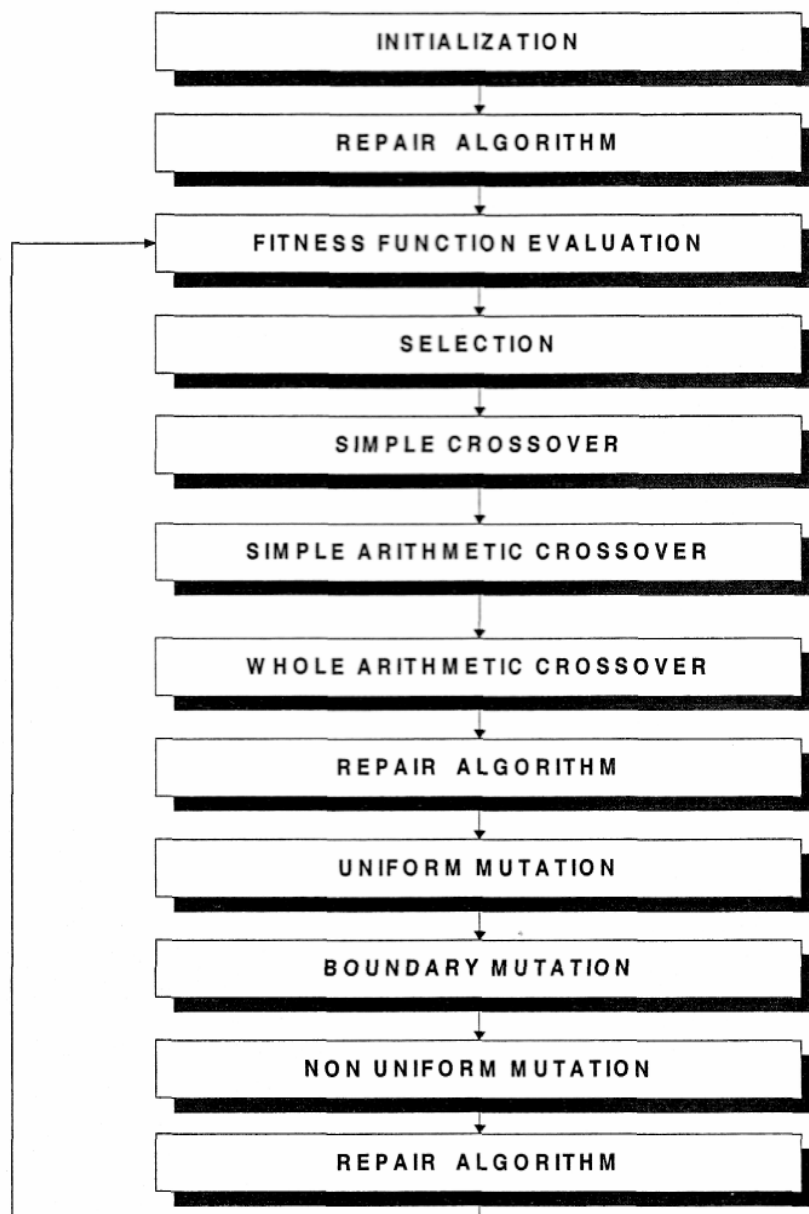 INITIALIZATION
REPAIR ALGORITHM
FITNESS FUNCTION EVALUATION
SELECTION
SIMPLE CROSSOVER
SIMPLE ARITHMETIC CROSSOVER
WHOLE ARITHMETIC CROSSOVER
REPAIR ALGORITHM
UNIFORM MUTATION
BOUNDARY MUTATION
NON UNIFORM MUTATION
REPAIR ALGORITHM